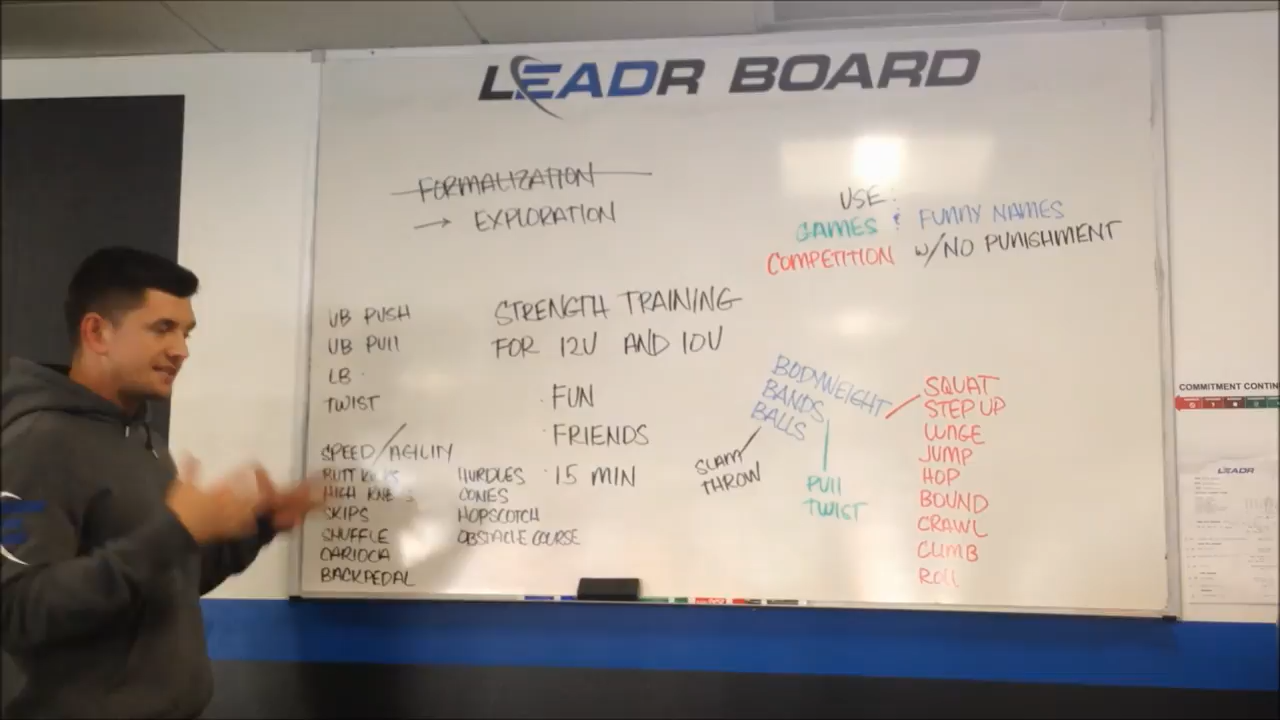 LEADR BOARD
FORMALIZATION
→ EXPLORATION
USE:
GAMES & FUNNY NAMES
COMPETITION W/NO PUNISHMENT
UB PUSH
UB PULL
LB
TWIST
SPEED/AGILITY
BUTT KICKS
HIGH KNEES
SKIPS
SHUFFLE
CARIOCA
BACKPEDAL
HURDLES
CONES
HOPSCOTCH
OBSTACLE COURSE
STRENGTH TRAINING
FOR 12U AND 10U
· FUN
· FRIENDS
· 15 MIN
BODYWEIGHT
BANDS
BALLS
SLAM
THROW
PULL
TWIST
SQUAT
STEP UP
LUNGE
JUMP
HOP
BOUND
CRAWL
CLIMB
ROLL
COMMITMENT CONTIN
LEADR